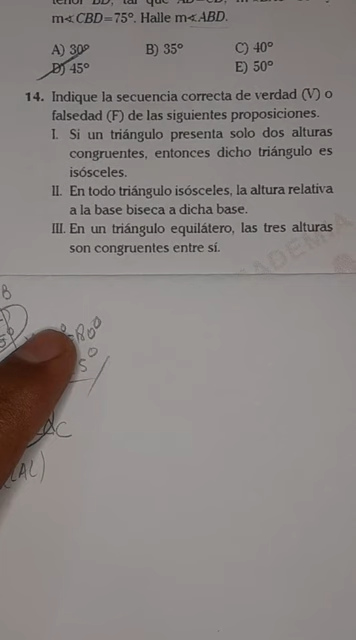 m∢CBD=75°. Halle m∢ABD.
A) 30° B) 35° C) 40°
D) 45° E) 50°
14. Indique la secuencia correcta de verdad (V) o
falsedad (F) de las siguientes proposiciones.
I. Si un triángulo presenta solo dos alturas
congruentes, entonces dicho triángulo es
isósceles.
II. En todo triángulo isósceles, la altura relativa
a la base biseca a dicha base.
III. En un triángulo equilátero, las tres alturas
son congruentes entre sí.
B
C